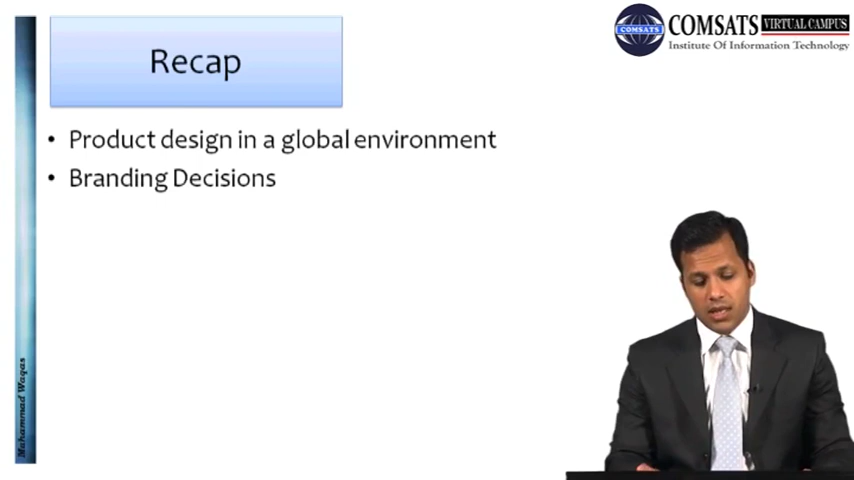 Recap
COMSATS VIRTUAL CAMPUS
Institute Of Information Technology
COMSATS
• Product design in a global environment
• Branding Decisions
Muhammad Waqas